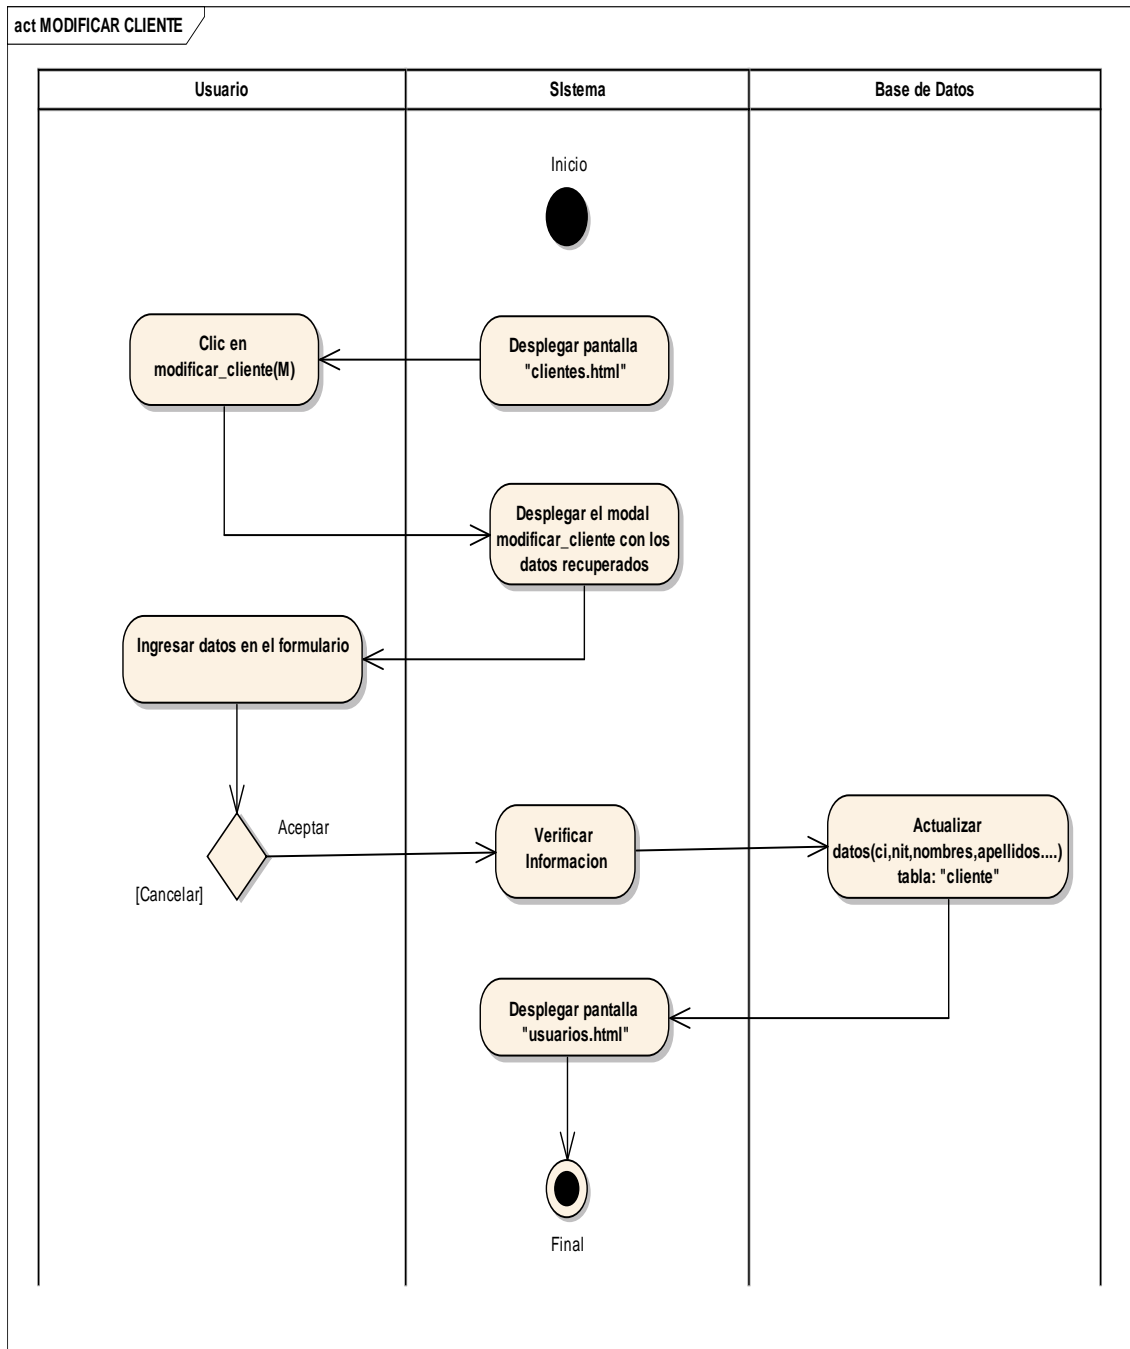 act MODIFICAR CLIENTE
Usuario
SIstema
Base de Datos
Inicio
Clic en
modificar_cliente(M)
Desplegar pantalla
"clientes.html"
Desplegar el modal
modificar_cliente con los
datos recuperados
Ingresar datos en el formulario
Aceptar
[Cancelar]
Verificar
Informacion
Actualizar
datos(ci,nit,nombres,apellidos....)
tabla: "cliente"
Desplegar pantalla
"usuarios.html"
Final